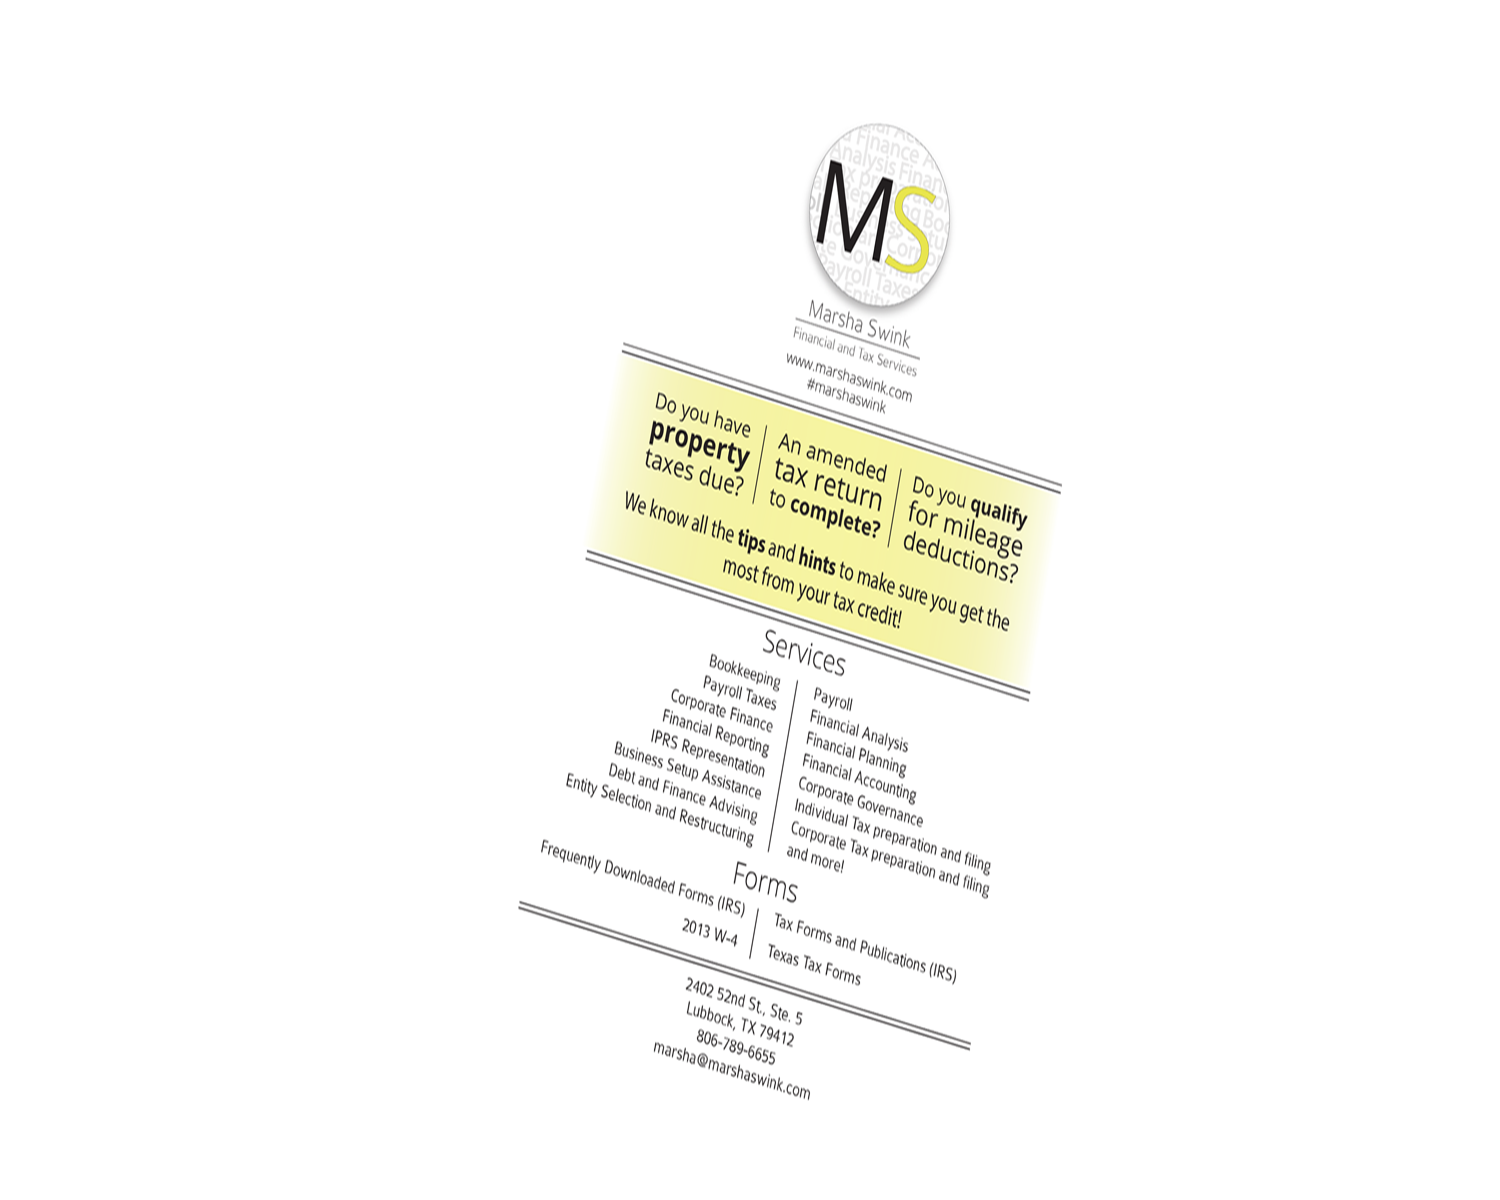 MS
Marsha Swink
Financial and Tax Services
www.marshaswink.com
#marshaswink
Do you have
property
taxes due?
An amended
tax return
to complete?
Do you qualify
for mileage
deductions?
We know all the tips and hints to make sure you get the
most from your tax credit!
Services
Bookkeeping
Payroll Taxes
Corporate Finance
Financial Reporting
IPRS Representation
Business Setup Assistance
Debt and Finance Advising
Entity Selection and Restructuring
Payroll
Financial Analysis
Financial Planning
Financial Accounting
Corporate Governance
Individual Tax preparation and filing
Corporate Tax preparation and filing
and more!
Forms
Frequently Downloaded Forms (IRS)
2013 W-4
Tax Forms and Publications (IRS)
Texas Tax Forms
2402 52nd St., Ste. 5
Lubbock, TX 79412
806-789-6655
marsha@marshaswink.com